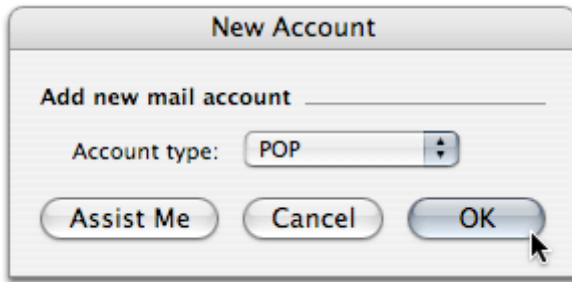 New Account
Add new mail account
Account type: POP
Assist Me Cancel OK